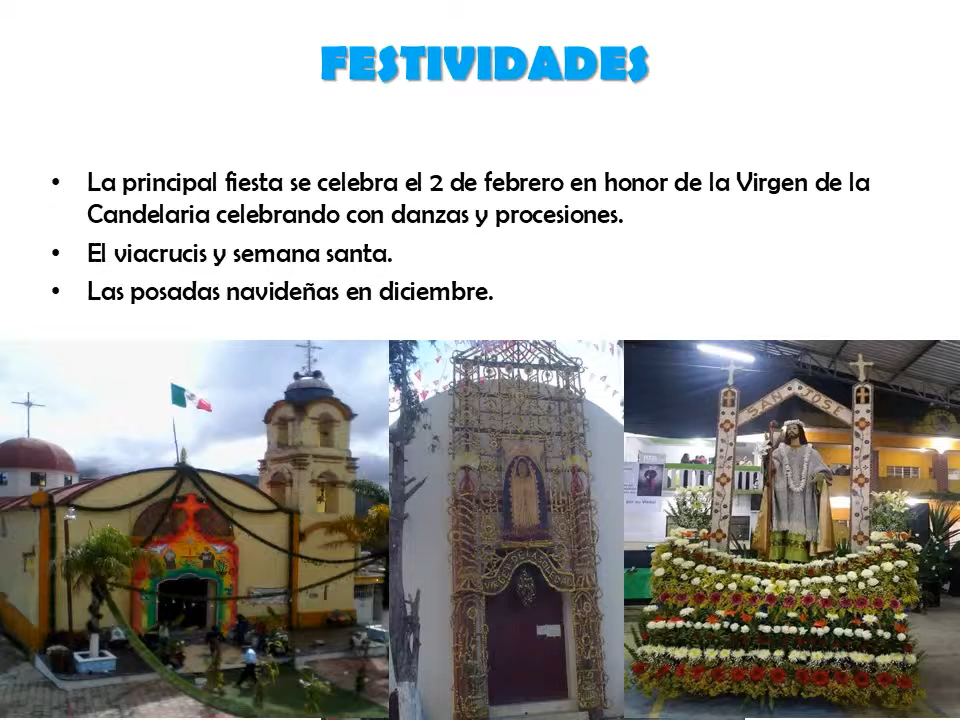 FESTIVIDADES
• La principal fiesta se celebra el 2 de febrero en honor de la Virgen de la
Candelaria celebrando con danzas y procesiones.
• El viacrucis y semana santa.
• Las posadas navideñas en diciembre.
SAN JOSE